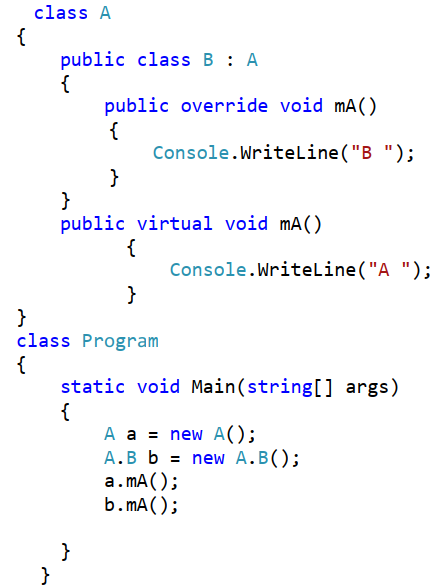 class A
{
public class B : A
{
public override void mA()
{
Console.WriteLine("B ");
}
}
public virtual void mA()
{
Console.WriteLine("A ");
}
}
class Program
{
static void Main(string[] args)
{
A a = new A();
A.B b = new A.B();
a.mA();
b.mA();
}
}